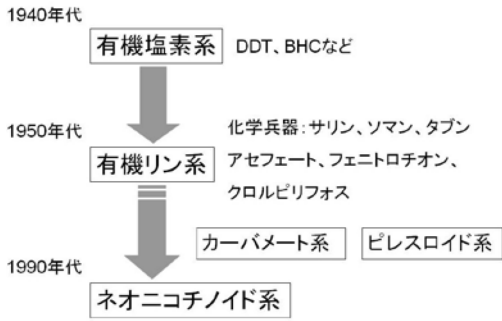 1940年代
有機塩素系 DDT、BHCなど
1950年代
化学兵器:サリン、ソマン、タブン
有機リン系
アセフェート、フェニトロチオン、
クロルピリフォス
カーバメート系 ピレスロイド系
1990年代
ネオニコチノイド系